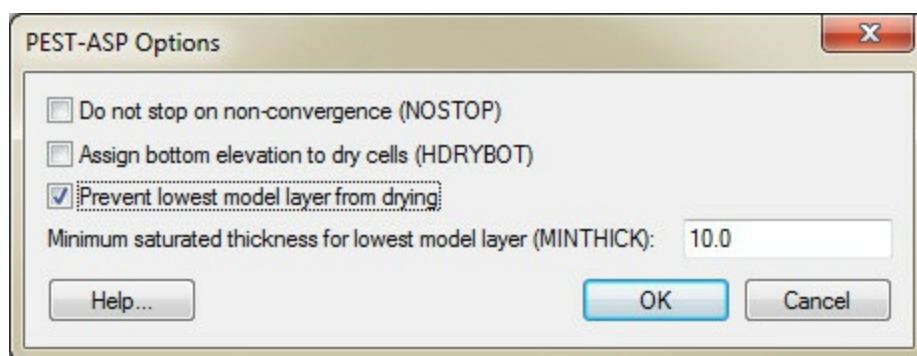 PEST-ASP Options
Do not stop on non-convergence (NOSTOP)
Assign bottom elevation to dry cells (HDRYBOT)
Prevent lowest model layer from drying
Minimum saturated thickness for lowest model layer (MINTHICK): 10.0
Help... OK Cancel